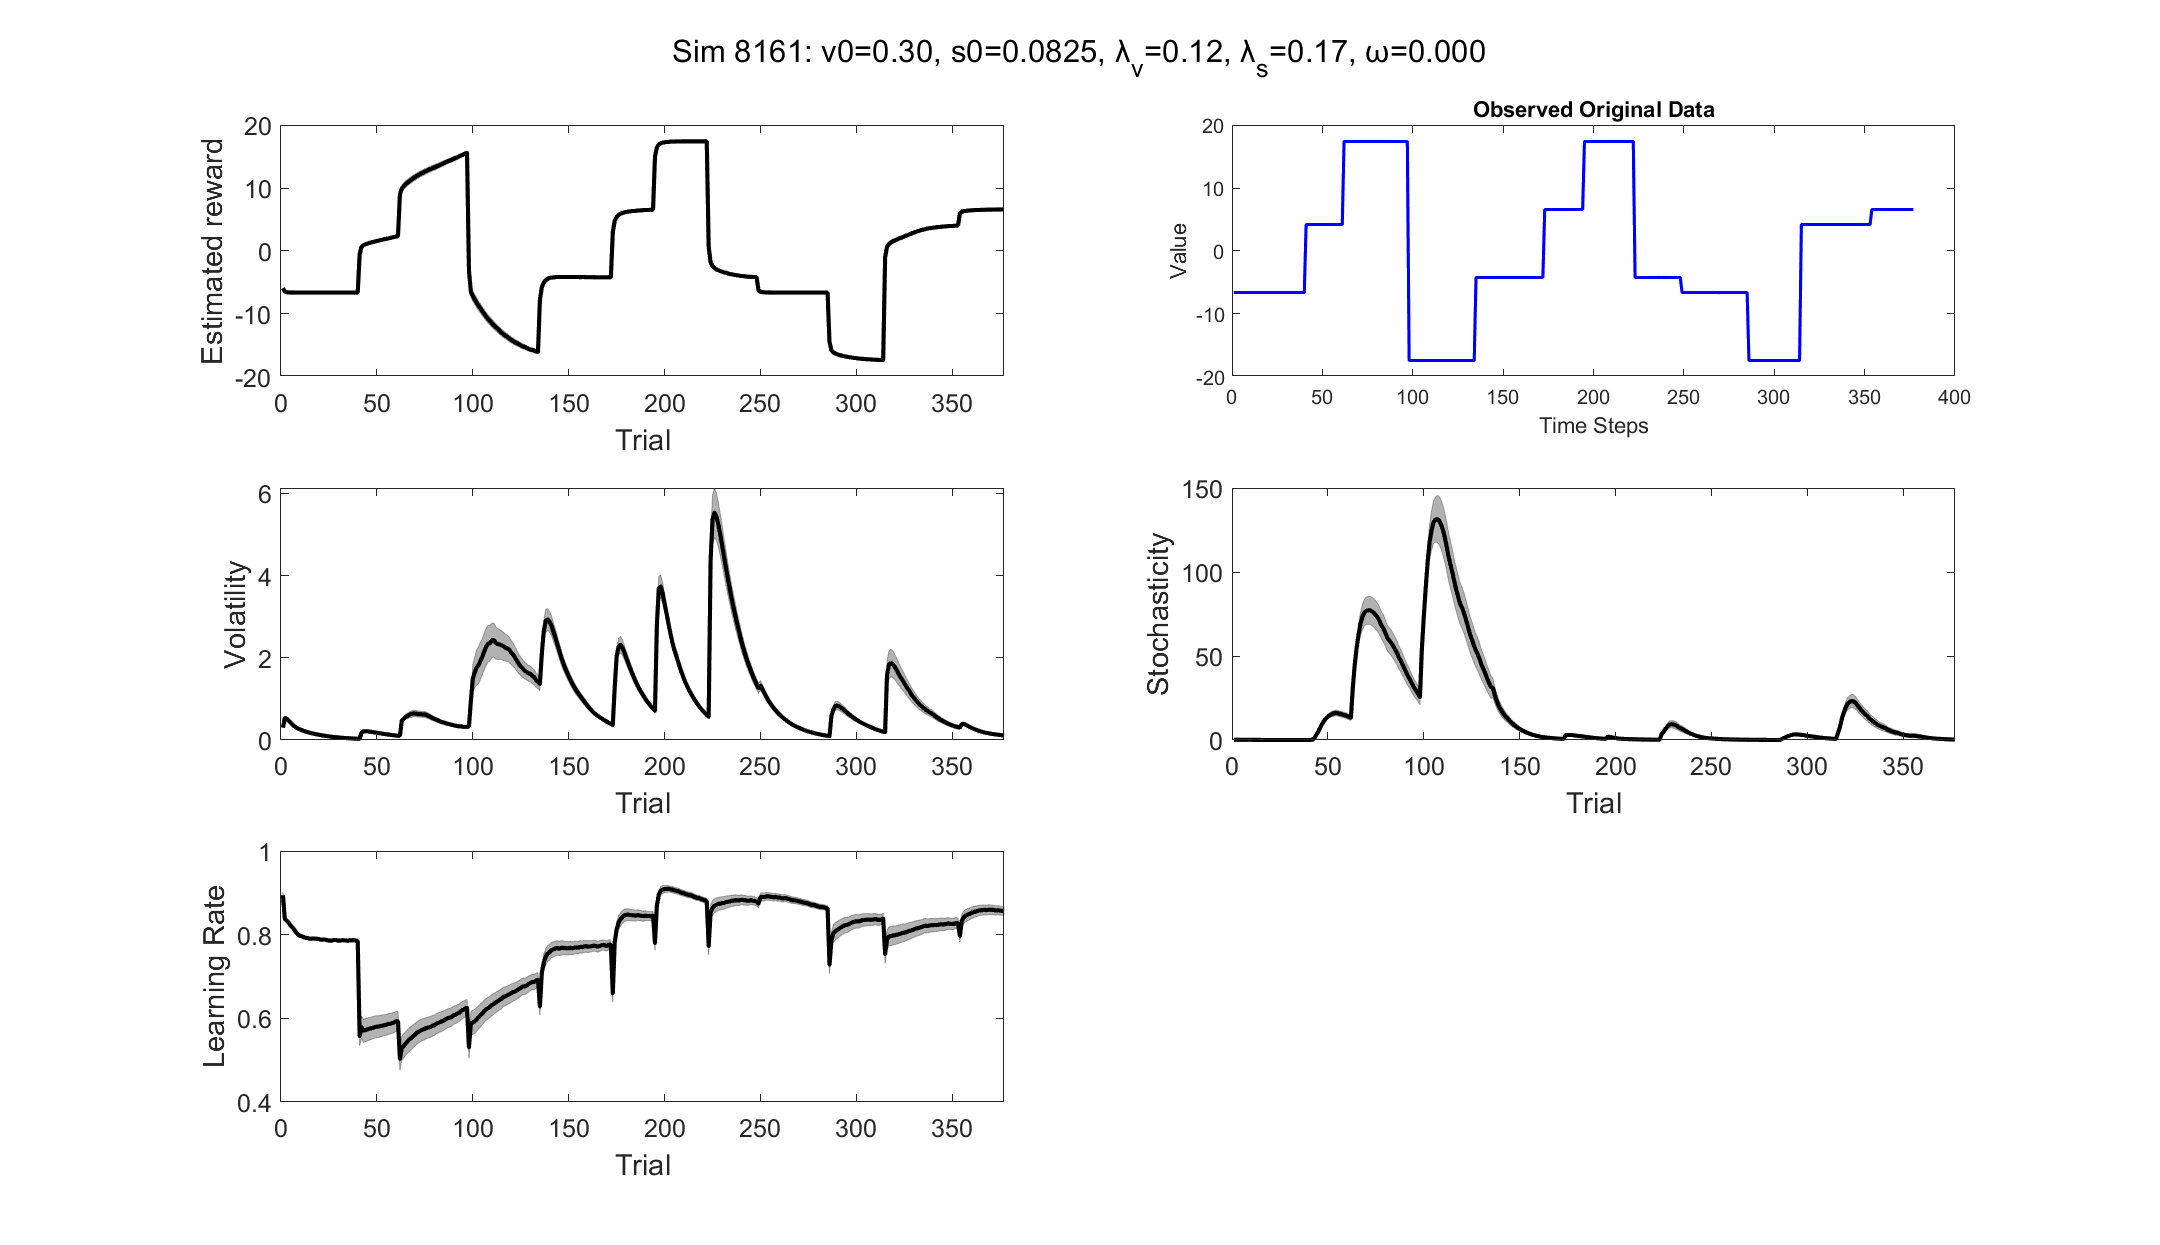 Sim 8161: v0=0.30, s0=0.0825, λv=0.12, λs=0.17, ω=0.000
Estimated reward
20
10
0
-10
-20
0 50 100 150 200 250 300 350
Trial
Observed Original Data
Value
20
10
0
-10
-20
0 50 100 150 200 250 300 350 400
Time Steps
Volatility
6
4
2
0
0 50 100 150 200 250 300 350
Trial
Stochasticity
150
100
50
0
0 50 100 150 200 250 300 350
Trial
Learning Rate
1
0.8
0.6
0.4
0 50 100 150 200 250 300 350
Trial